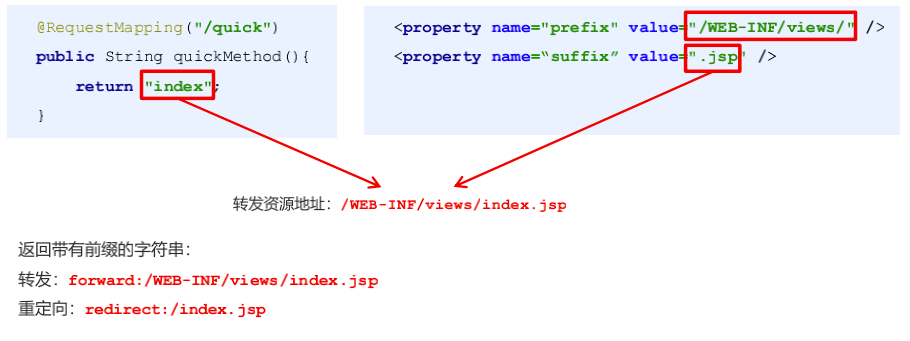 @RequestMapping("/quick")
public String quickMethod(){
return "index";
}
<property name="prefix" value="/WEB-INF/views/" />
<property name=“suffix” value=".jsp" />
转发资源地址：/WEB-INF/views/index.jsp
返回带有前缀的字符串：
转发：forward:/WEB-INF/views/index.jsp
重定向：redirect:/index.jsp